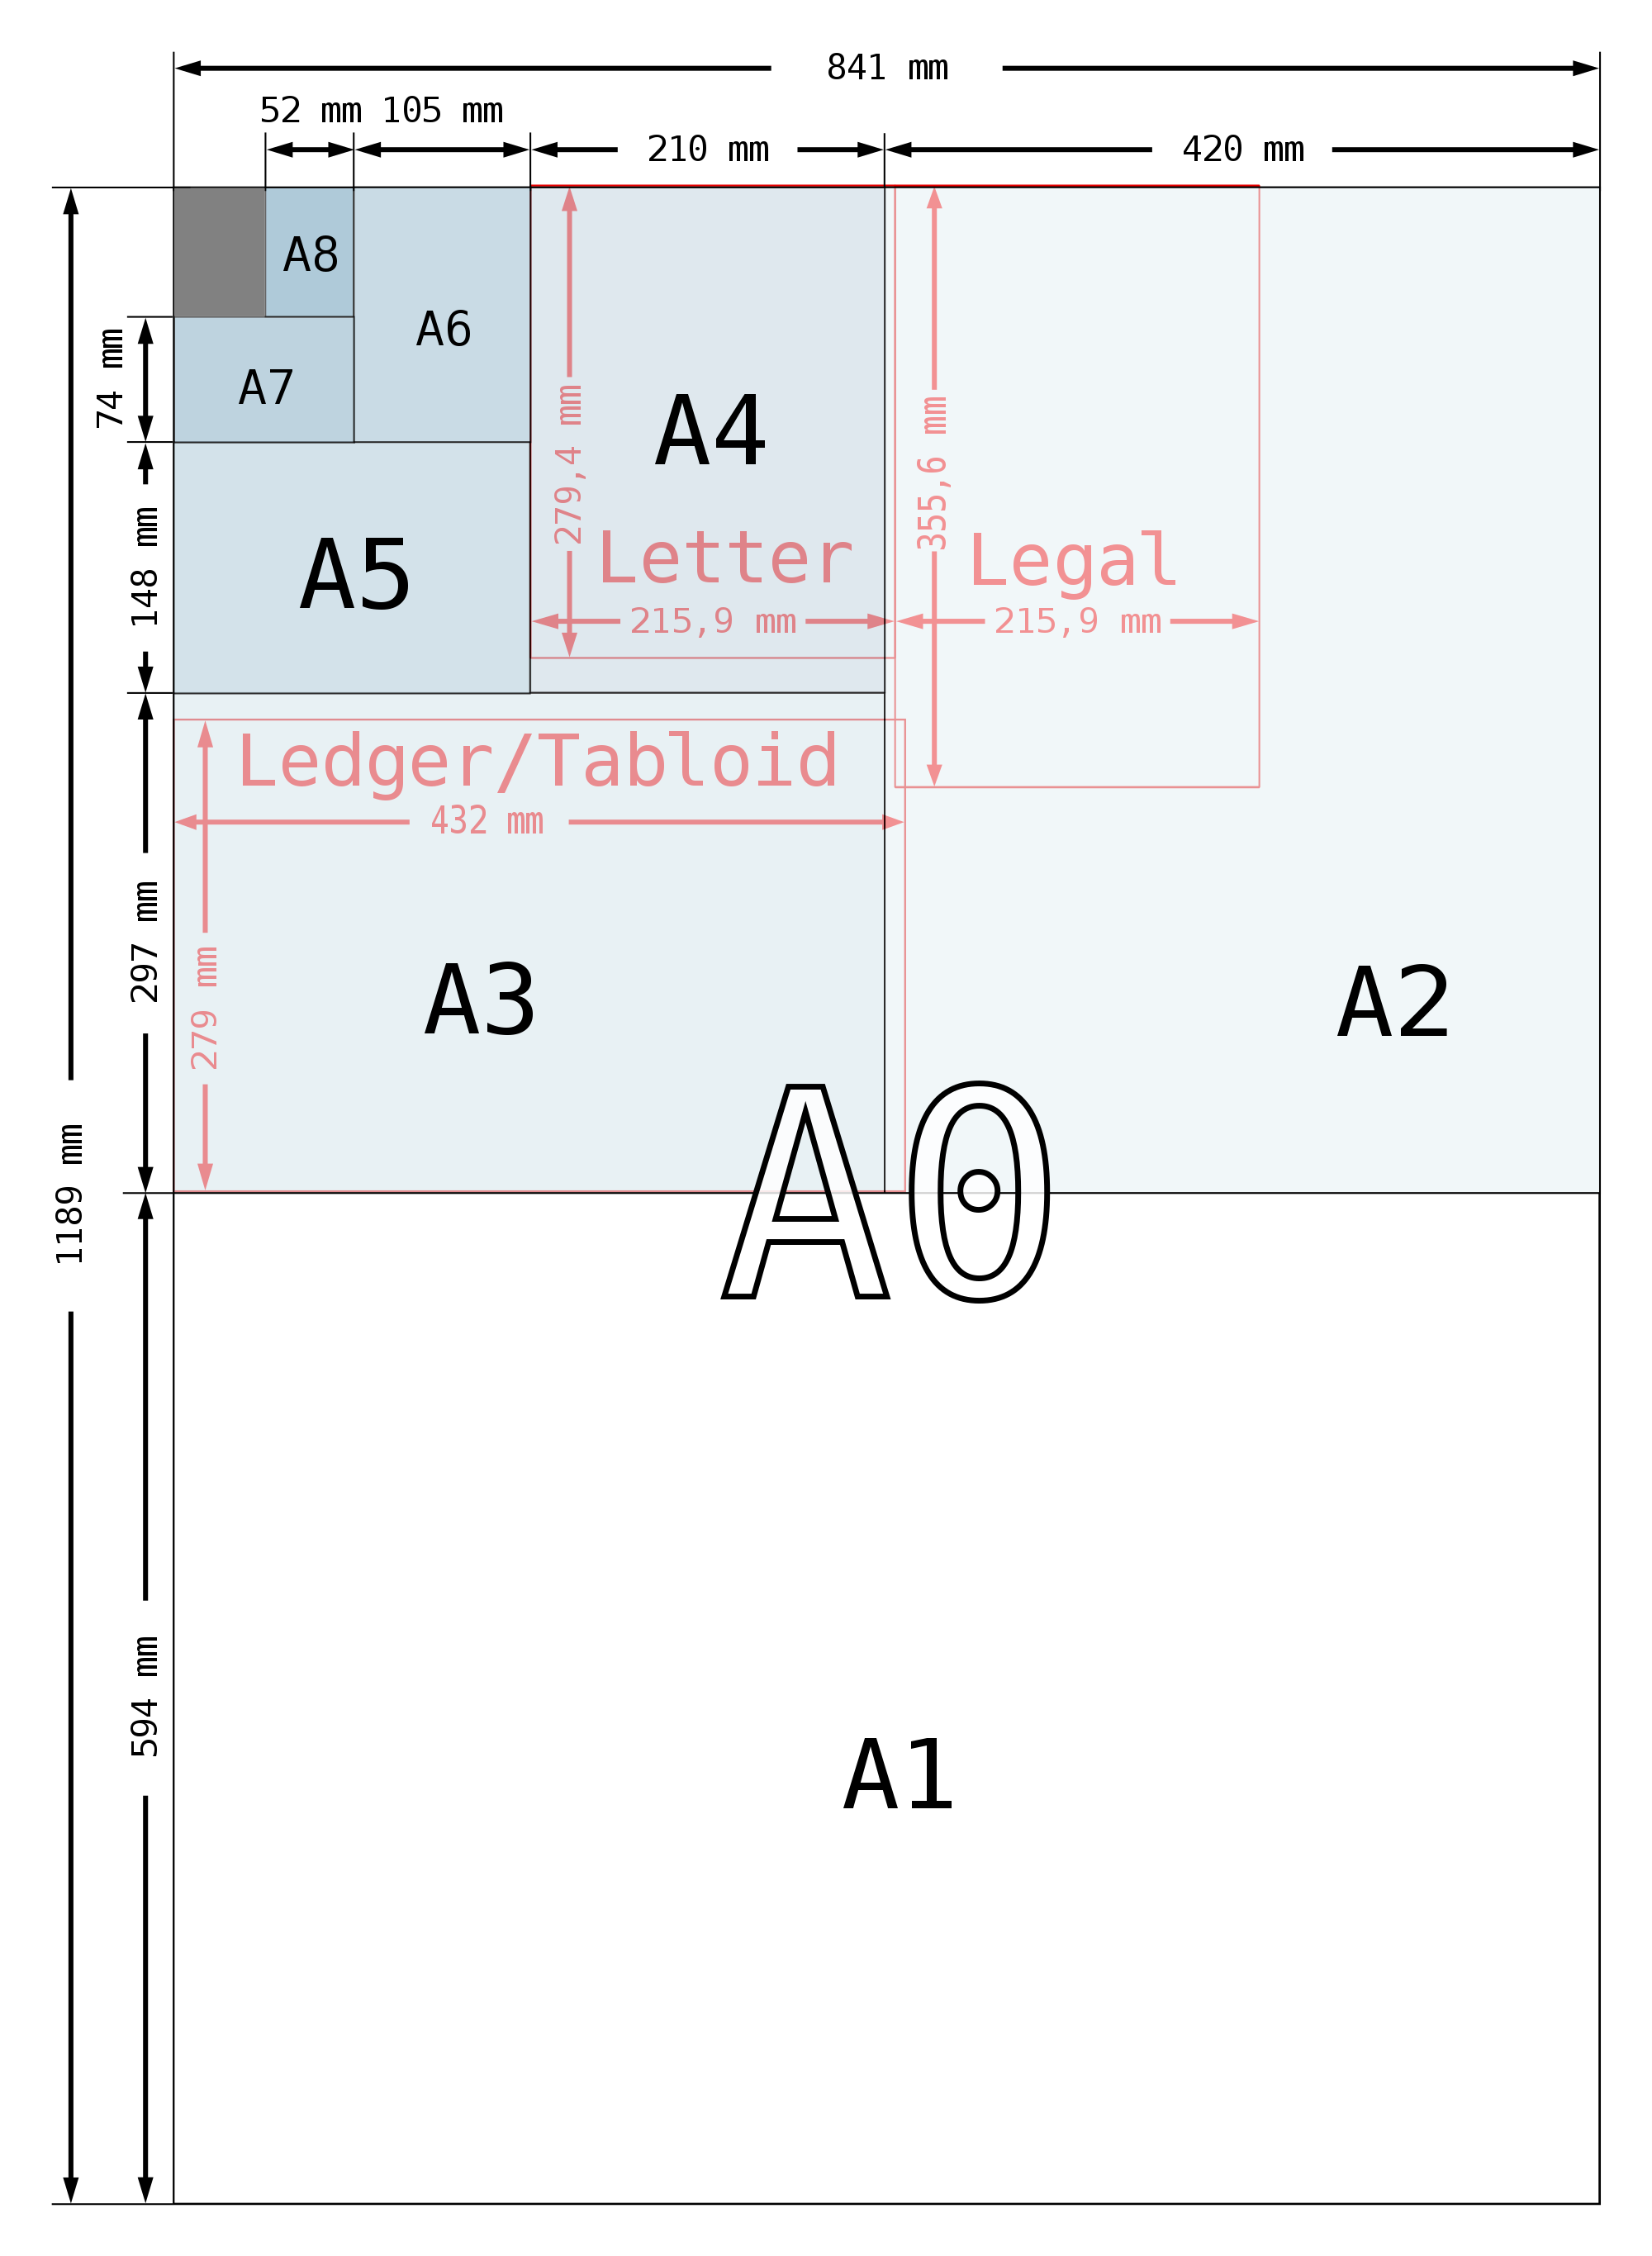 841 mm
52 mm 105 mm
210 mm
420 mm
A8
A6
A7
74 mm
A4
279,4 mm
355,6 mm
A5
148 mm
Letter
Legal
215,9 mm
215,9 mm
Ledger/Tabloid
432 mm
297 mm
279 mm
A3
A2
1189 mm
A0
594 mm
A1